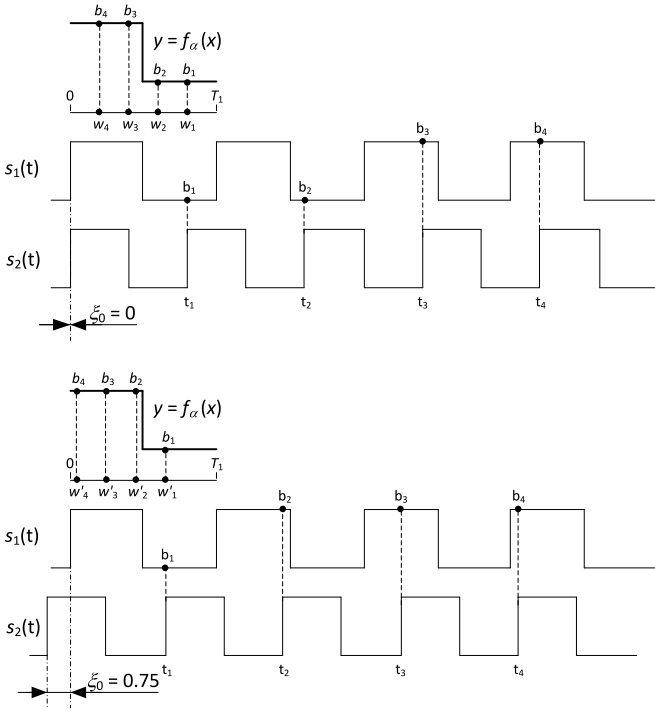 b4 b3
y = fα(x)
b2 b1
0 T1
w4 w3 w2 w1
b3 b4
s1(t)
b1 b2
s2(t)
t1 t2 t3 t4
ξ0 = 0
b4 b3 b2
y = fα(x)
b1
0 T1
w'4 w'3 w'2 w'1
b2 b3 b4
s1(t)
b1
s2(t)
t1 t2 t3 t4
ξ0 = 0.75